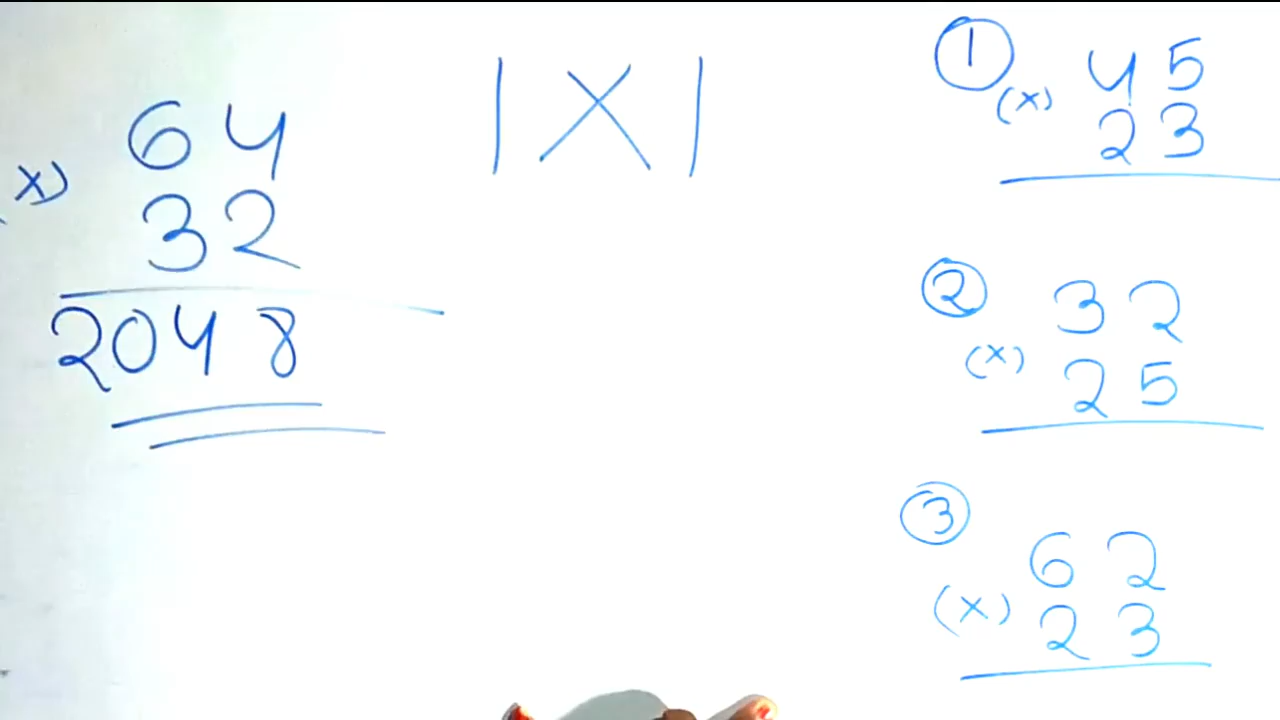 64
(x) 32
2048
| X |
① 45
(x) 23
② 32
(x) 25
③ 62
(x) 23